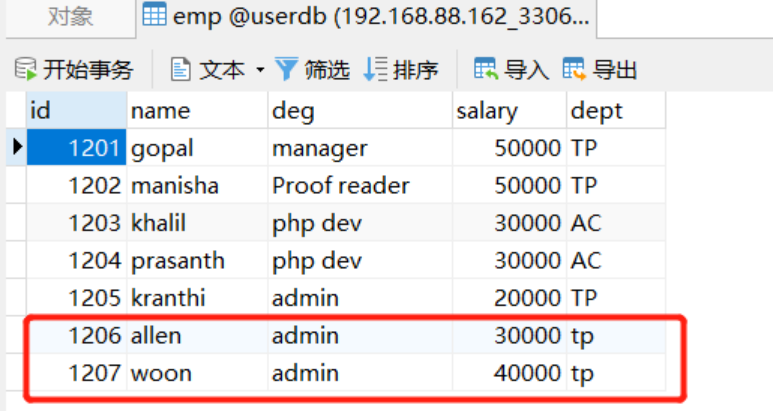 对象 emp @userdb (192.168.88.162_3306...
开始事务 文本 筛选 排序 导入 导出
id name deg salary dept
1201 gopal manager 50000 TP
1202 manisha Proof reader 50000 TP
1203 khalil php dev 30000 AC
1204 prasanth php dev 30000 AC
1205 kranthi admin 20000 TP
1206 allen admin 30000 tp
1207 woon admin 40000 tp